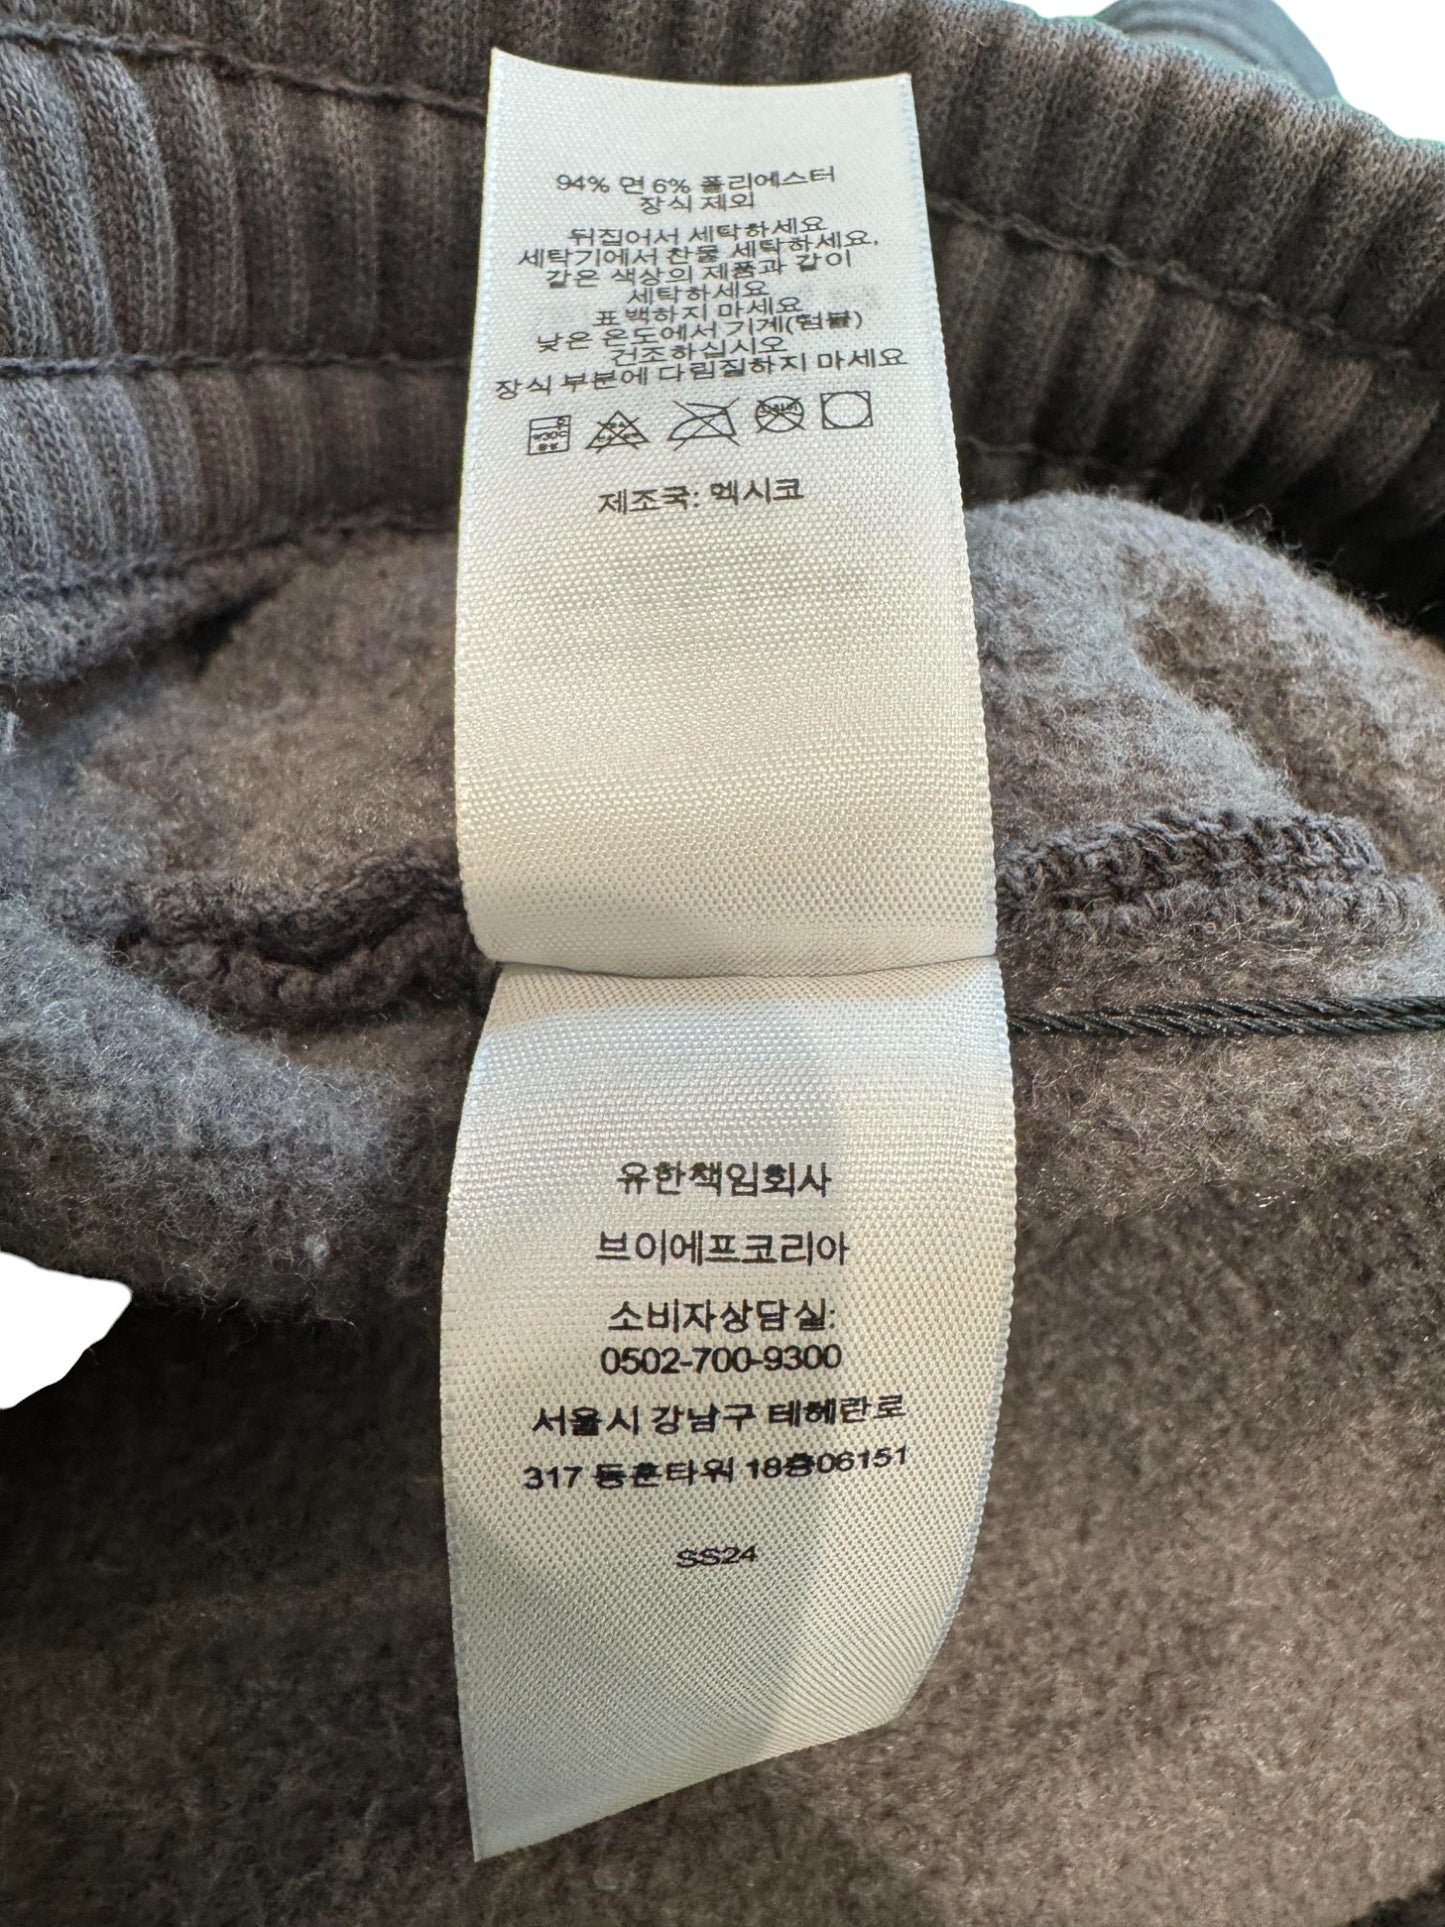 94% 면 6% 폴리에스터
장식 제외
뒤집어서 세탁하세요
세탁기에서 찬물 세탁하세요,
같은 색상의 제품과 같이
세탁하세요
표백하지 마세요
낮은 온도에서 기계(텀블)
건조하십시오
장식 부분에 다림질하지 마세요
제조국: 멕시코
유한책임회사
브이에프코리아
소비자상담실:
0502-700-9300
서울시 강남구 테헤란로
317 동훈타워 18층06151
SS24